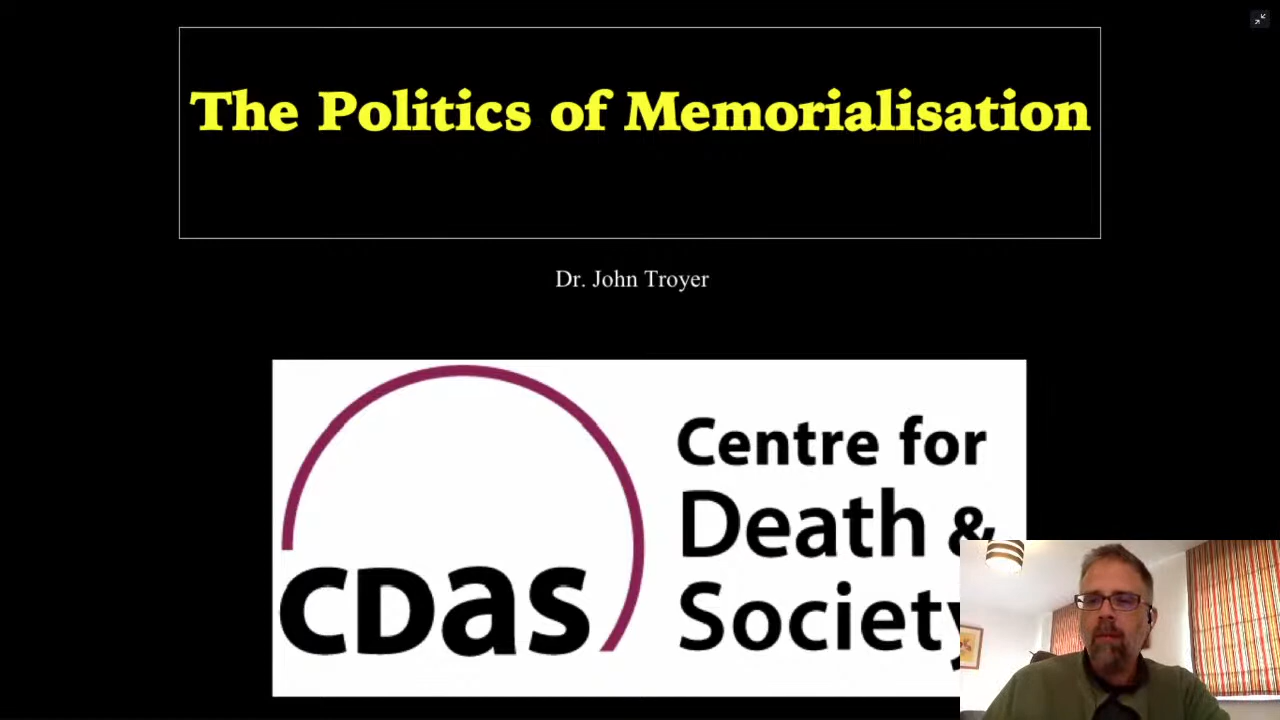 The Politics of Memorialisation
Dr. John Troyer
Centre for
Death &
Society
CDAS